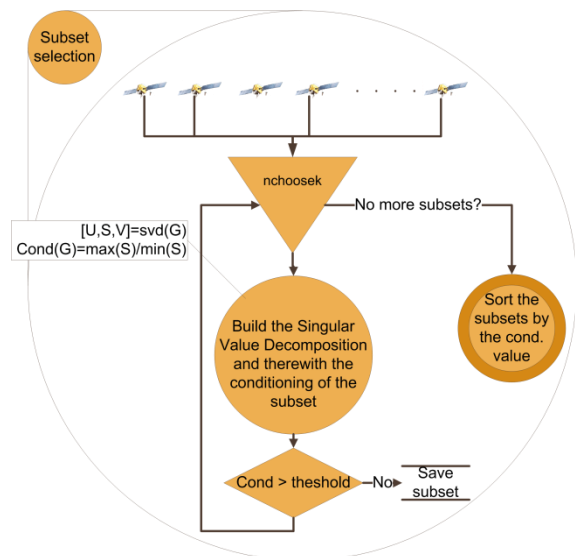 Subset
selection
nchoosek
No more subsets?
[U,S,V]=svd(G)
Cond(G)=max(S)/min(S)
Sort the
subsets by
the cond.
value
Build the Singular
Value Decomposition
and therewith the
conditioning of the
subset
Cond > theshold
No
Save
subset